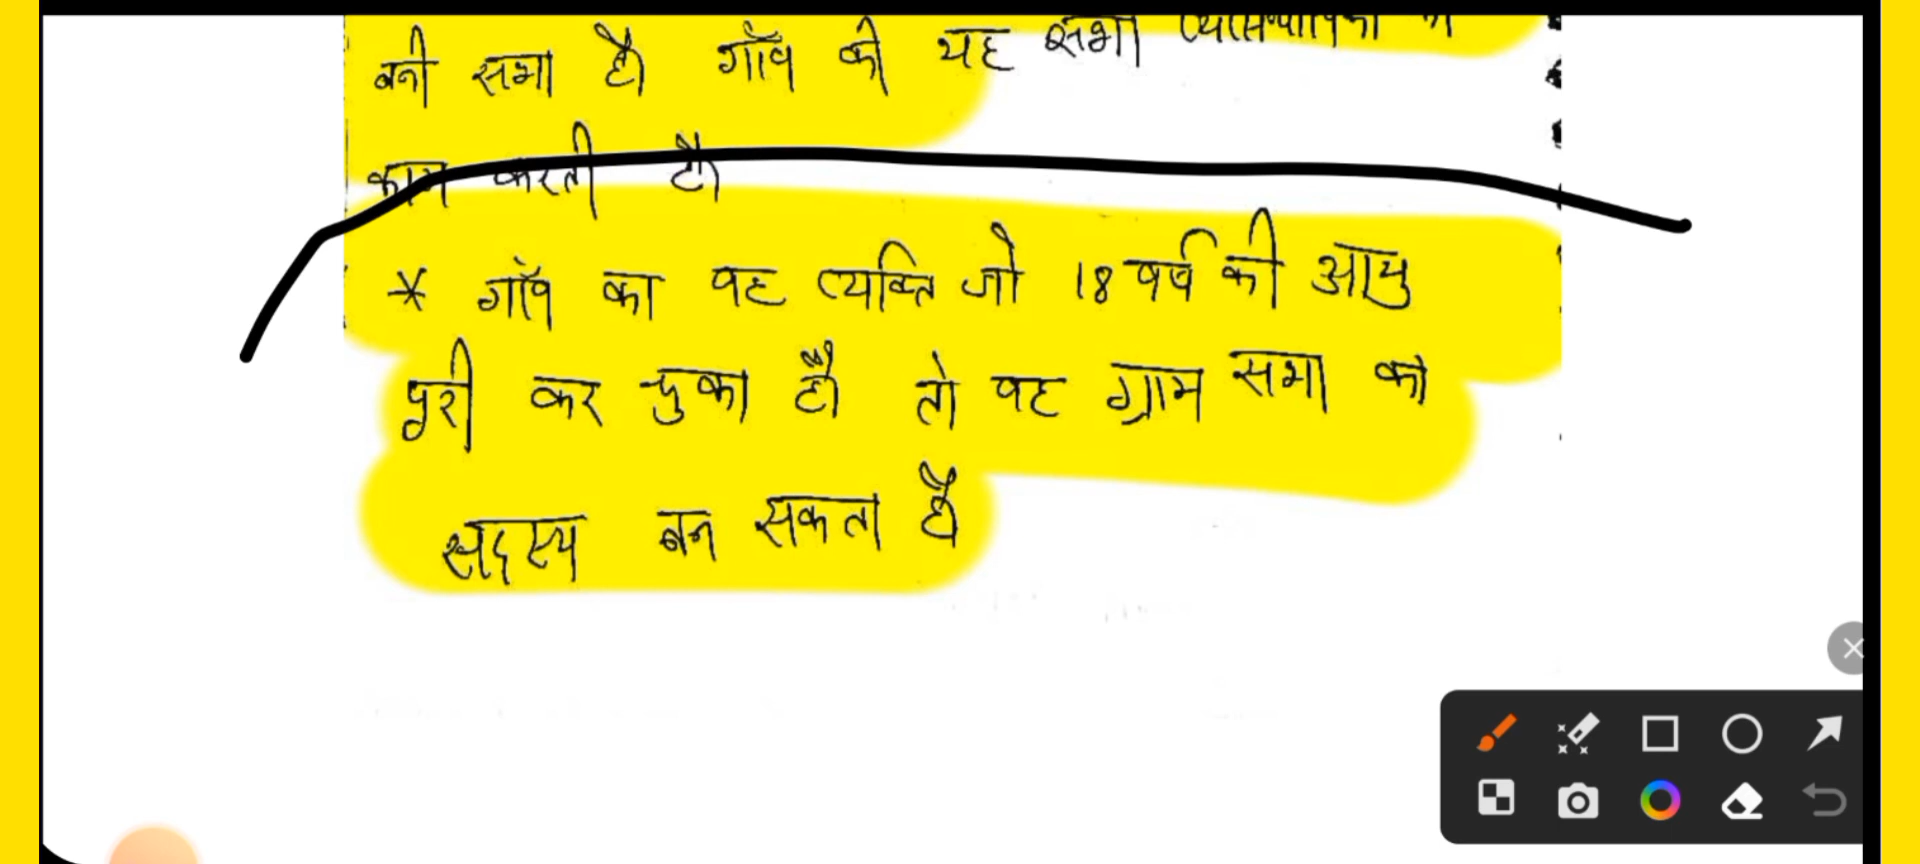 बनी सभा है। गाँव की यह सभा
काम करती है।
* गाँव का वह व्यक्ति जो 18 वर्ष की आयु
पूरी कर चुका है। तो वह ग्राम सभा का
सदस्य बन सकता है